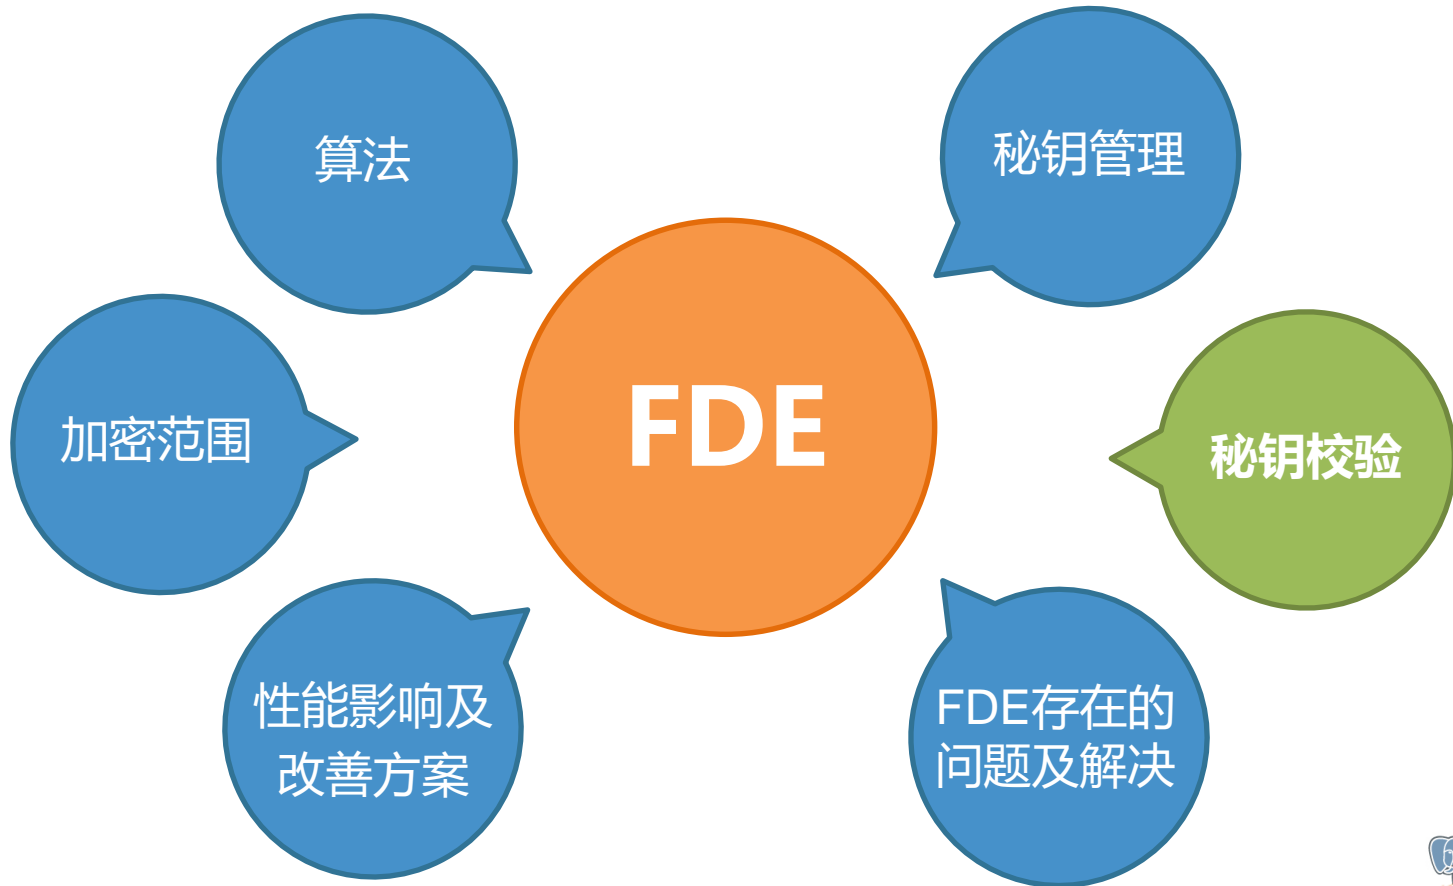 算法
秘钥管理
FDE
加密范围
秘钥校验
性能影响及
改善方案
FDE存在的
问题及解决